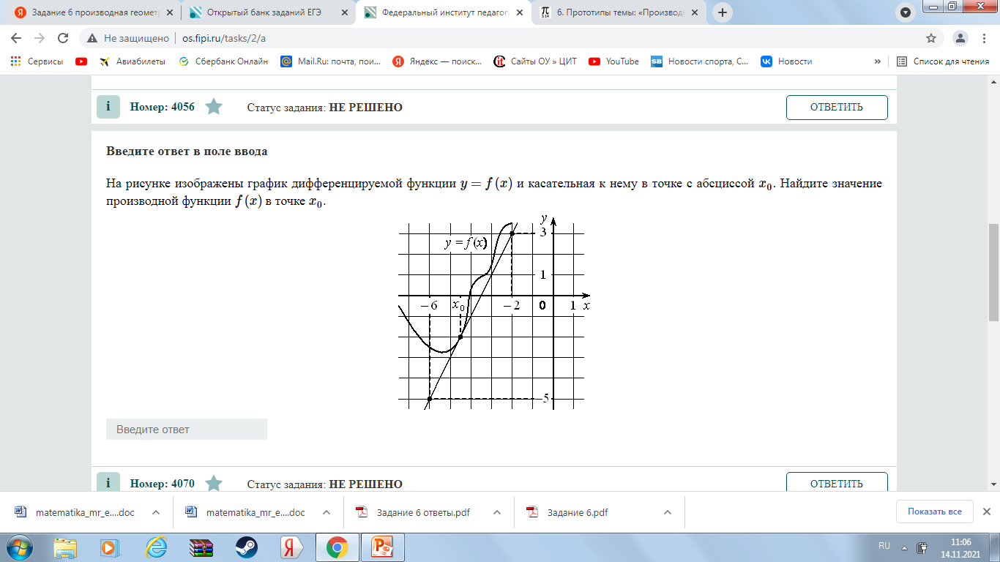 Задание 6 производная геомет
Открытый банк заданий ЕГЭ
Федеральный институт педагог
6. Прототипы темы: «Производ
Не защищено | os.fipi.ru/tasks/2/a
Сервисы
Авиабилеты
Сбербанк Онлайн
Mail.Ru: почта, пои...
Яндекс — поиск...
Сайты ОУ » ЦИТ
YouTube
Новости спорта, С...
Новости
»
Список для чтения
i Номер: 4056 Статус задания: НЕ РЕШЕНО ОТВЕТИТЬ
Введите ответ в поле ввода
На рисунке изображены график дифференцируемой функции y = f (x) и касательная к нему в точке с абсциссой x₀. Найдите значение
производной функции f (x) в точке x₀.
y
3
y = f(x)
1
−6 x₀ −2 0 1 x
−5
Введите ответ
i Номер: 4070 Статус задания: НЕ РЕШЕНО ОТВЕТИТЬ
matematika_mr_e....doc
matematika_mr_e....doc
Задание 6 ответы.pdf
Задание 6.pdf
Показать все
RU
11:06
14.11.2021